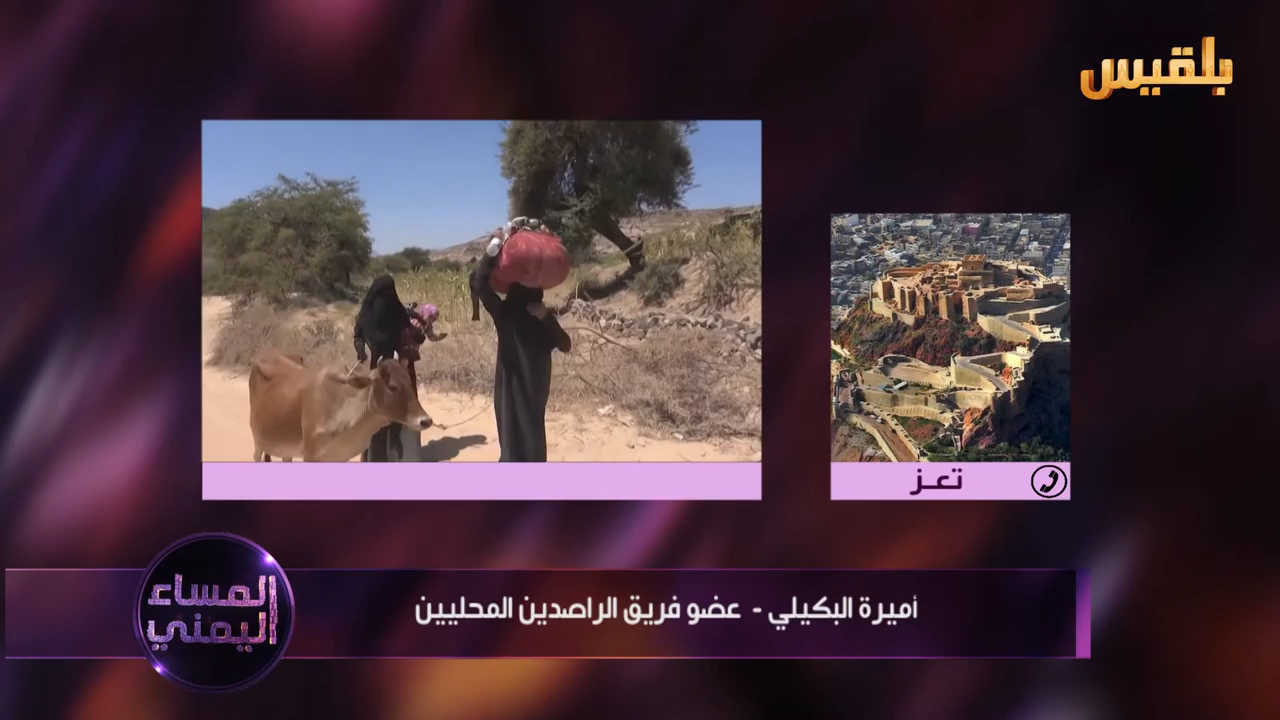 بلقيس
تعز
أميرة البكيلي - عضو فريق الراصدين المحليين
المساء
اليمني